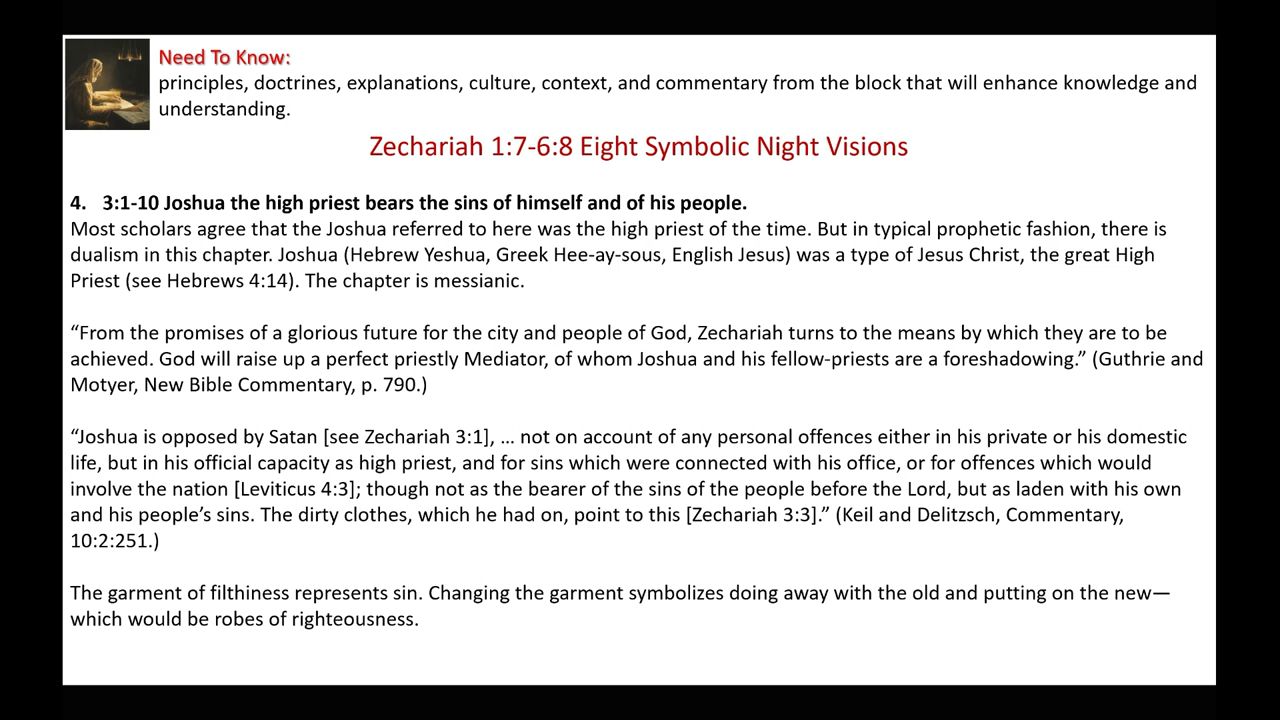 Need To Know:
principles, doctrines, explanations, culture, context, and commentary from the block that will enhance knowledge and
understanding.
Zechariah 1:7-6:8 Eight Symbolic Night Visions
4. 3:1-10 Joshua the high priest bears the sins of himself and of his people.
Most scholars agree that the Joshua referred to here was the high priest of the time. But in typical prophetic fashion, there is
dualism in this chapter. Joshua (Hebrew Yeshua, Greek Hee-ay-sous, English Jesus) was a type of Jesus Christ, the great High
Priest (see Hebrews 4:14). The chapter is messianic.
“From the promises of a glorious future for the city and people of God, Zechariah turns to the means by which they are to be
achieved. God will raise up a perfect priestly Mediator, of whom Joshua and his fellow-priests are a foreshadowing.” (Guthrie and
Motyer, New Bible Commentary, p. 790.)
“Joshua is opposed by Satan [see Zechariah 3:1], … not on account of any personal offences either in his private or his domestic
life, but in his official capacity as high priest, and for sins which were connected with his office, or for offences which would
involve the nation [Leviticus 4:3]; though not as the bearer of the sins of the people before the Lord, but as laden with his own
and his people’s sins. The dirty clothes, which he had on, point to this [Zechariah 3:3].” (Keil and Delitzsch, Commentary,
10:2:251.)
The garment of filthiness represents sin. Changing the garment symbolizes doing away with the old and putting on the new—
which would be robes of righteousness.